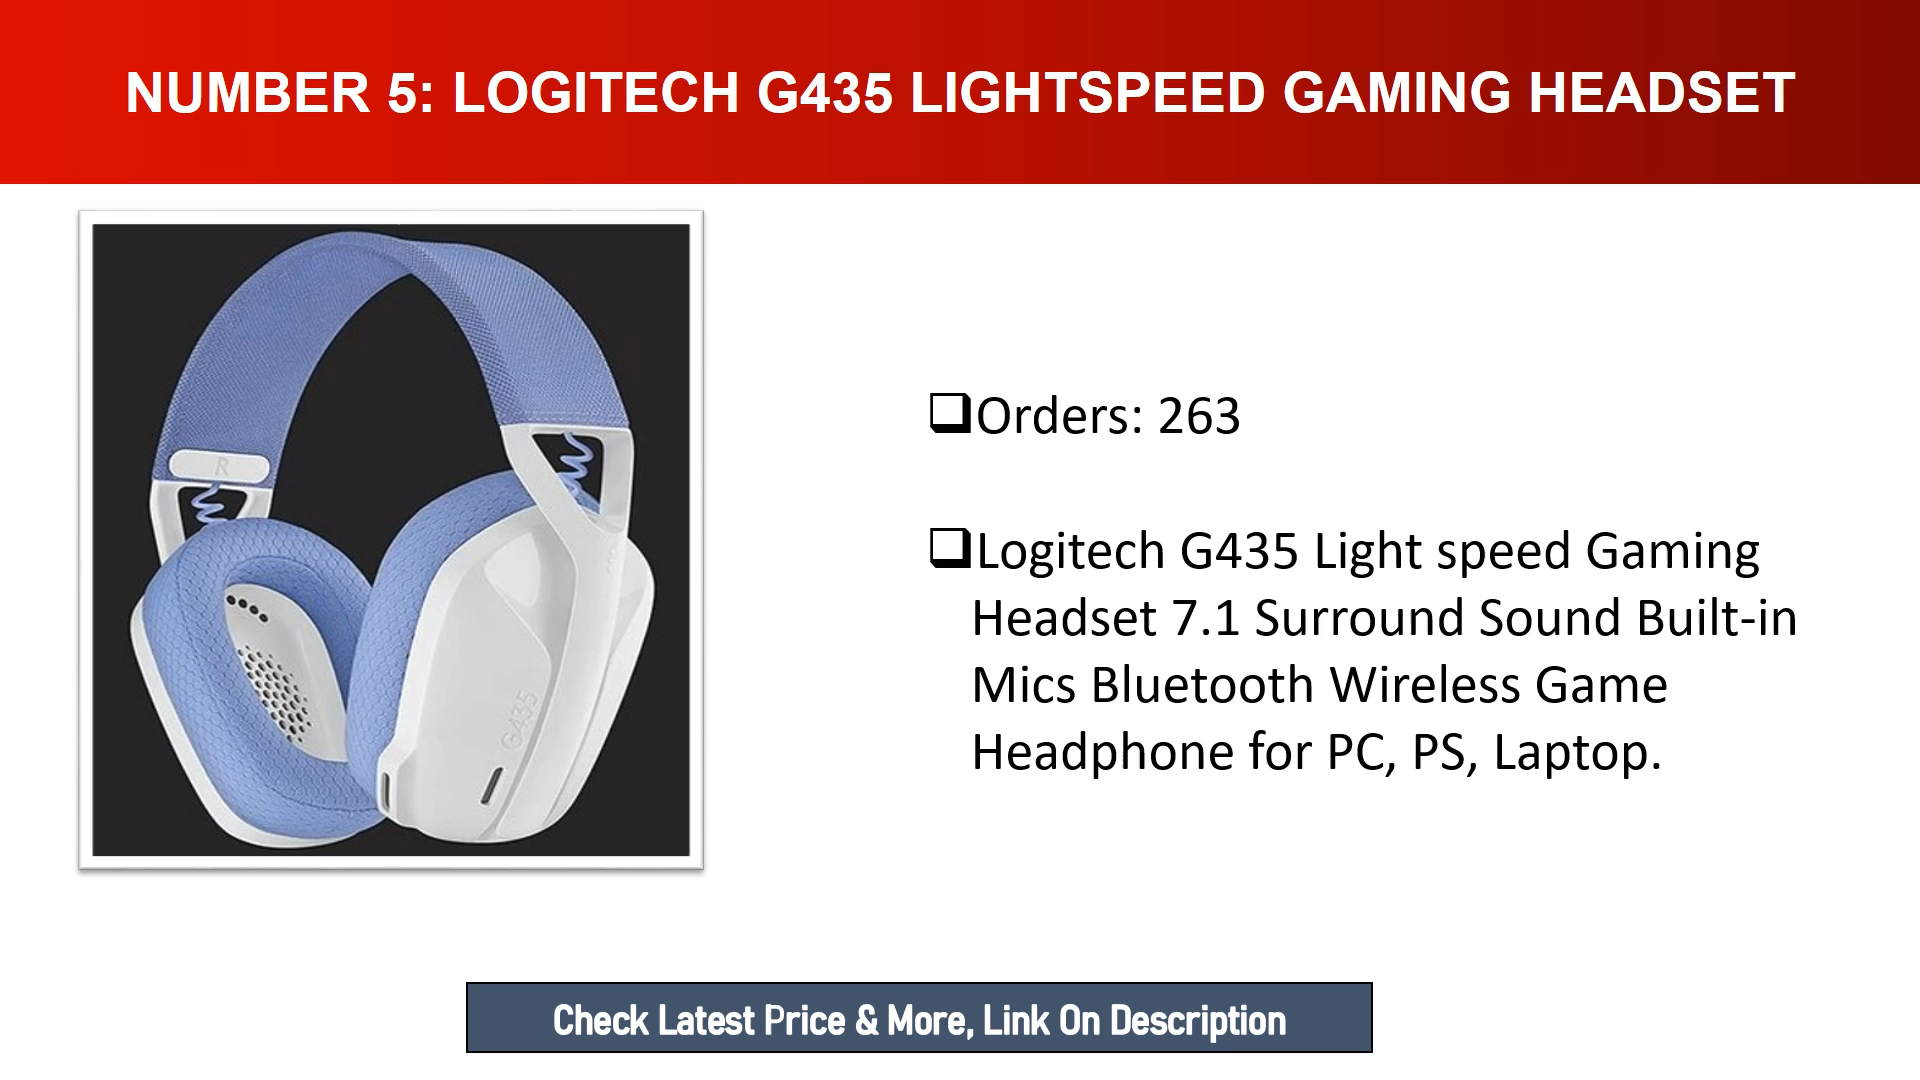 NUMBER 5: LOGITECH G435 LIGHTSPEED GAMING HEADSET
R
G435
Orders: 263
Logitech G435 Light speed Gaming
Headset 7.1 Surround Sound Built-in
Mics Bluetooth Wireless Game
Headphone for PC, PS, Laptop.
Check Latest Price & More, Link On Description